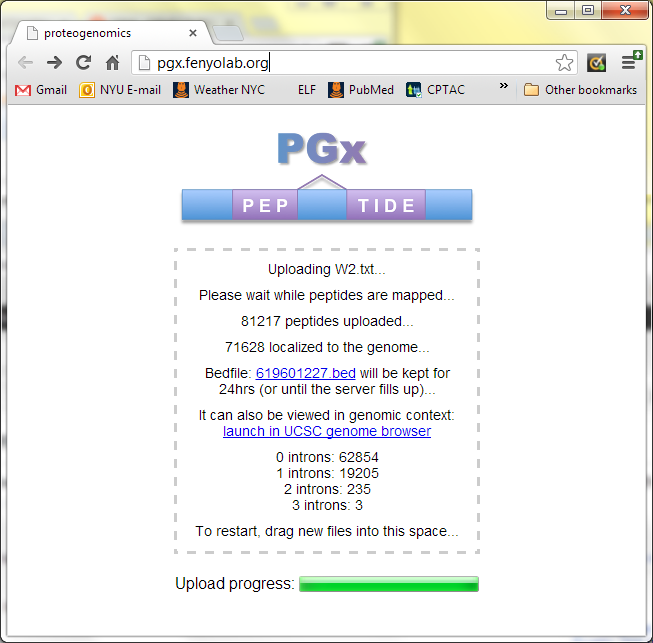 proteogenomics
pgx.fenyolab.org
Gmail NYU E-mail Weather NYC ELF PubMed CPTAC » Other bookmarks
PGx
PEP TIDE
Uploading W2.txt...
Please wait while peptides are mapped...
81217 peptides uploaded...
71628 localized to the genome...
Bedfile: 619601227.bed will be kept for
24hrs (or until the server fills up)...
It can also be viewed in genomic context:
launch in UCSC genome browser
0 introns: 62854
1 introns: 19205
2 introns: 235
3 introns: 3
To restart, drag new files into this space...
Upload progress: